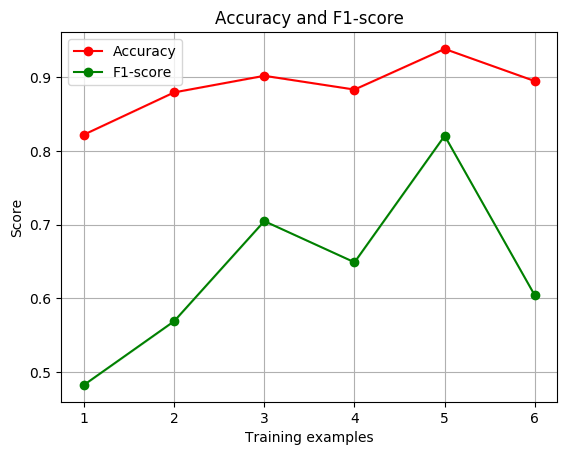 Accuracy and F1-score
Accuracy
F1-score
0.9
0.8
0.7
0.6
0.5
Score
1 2 3 4 5 6
Training examples